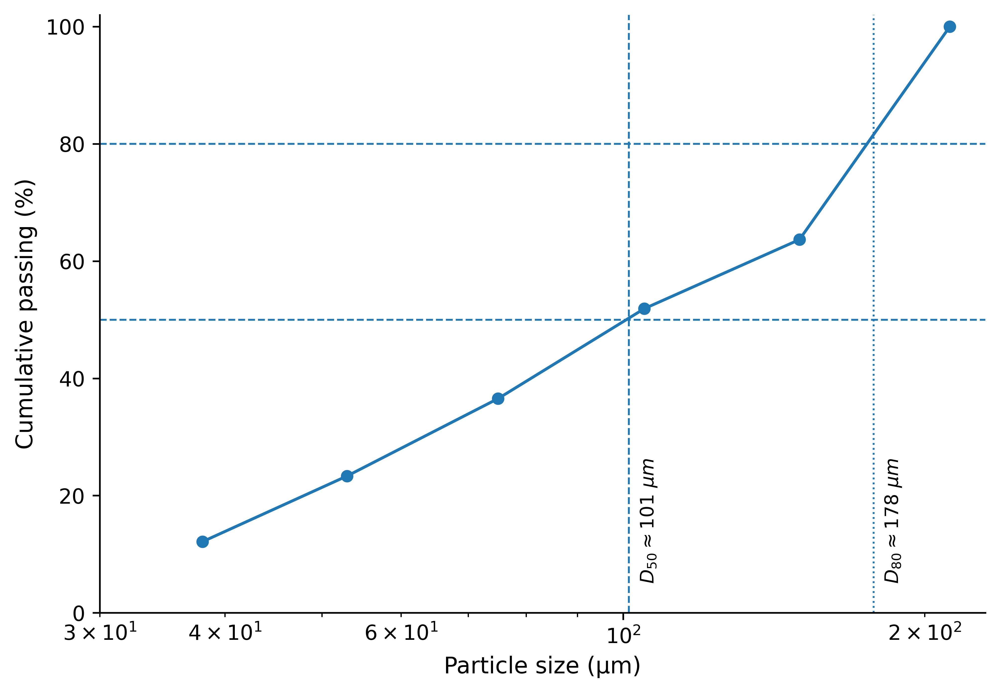 100
80
60
40
20
0
Cumulative passing (%)
D₅₀ ≈ 101 μm
D₈₀ ≈ 178 μm
3 × 10¹ 4 × 10¹ 6 × 10¹ 10² 2 × 10²
Particle size (μm)